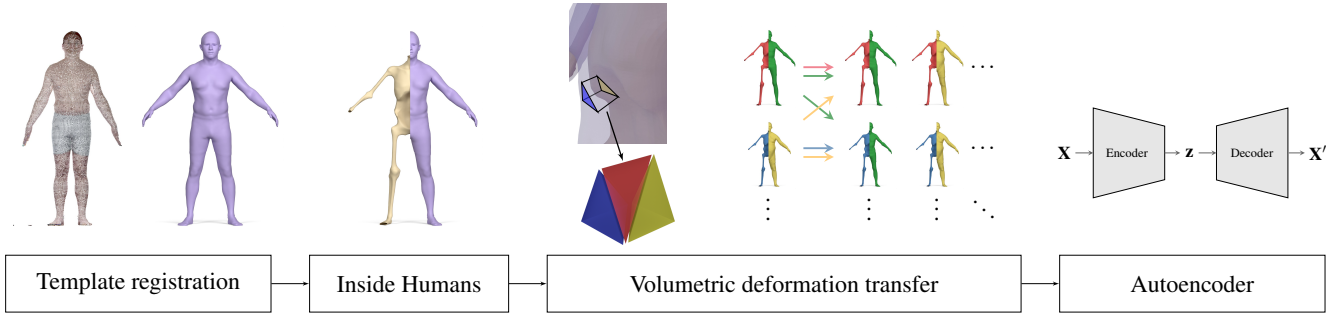 X
Encoder
z
Decoder
X′
Template registration
Inside Humans
Volumetric deformation transfer
Autoencoder